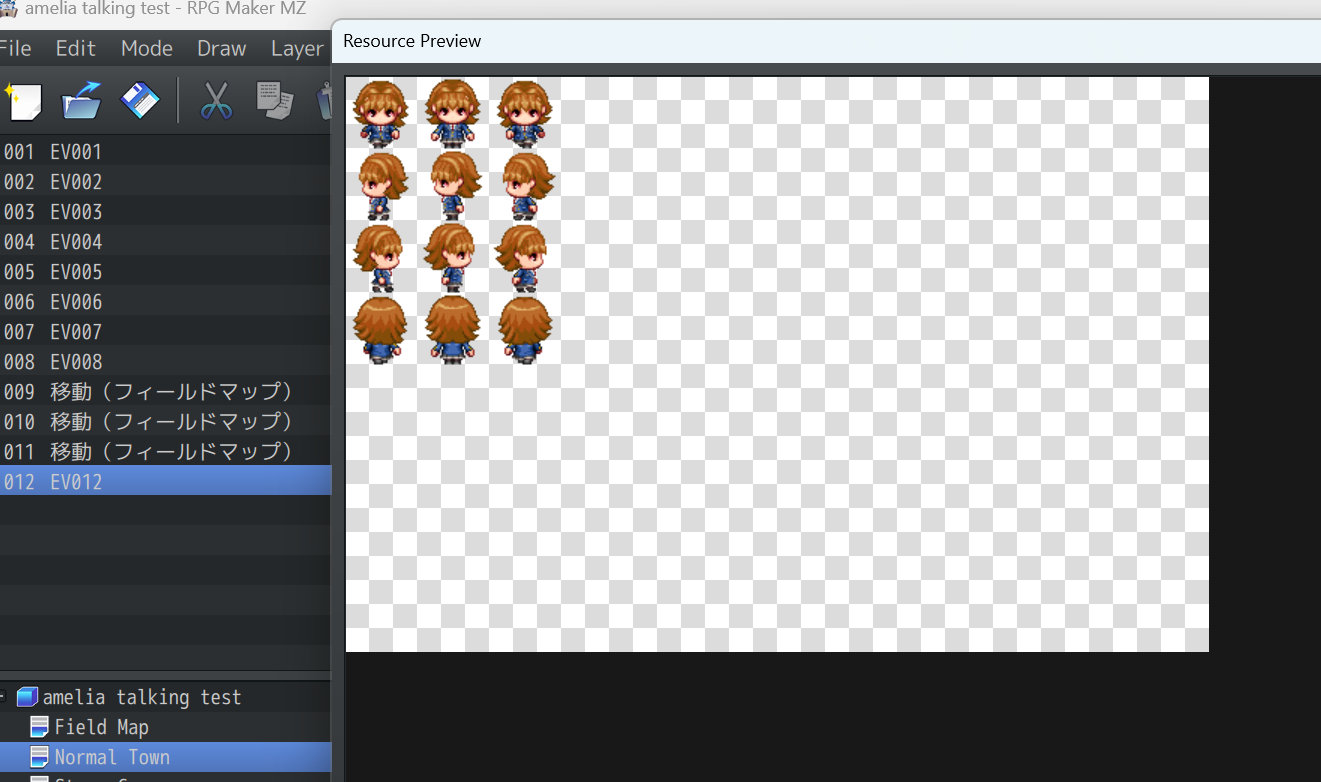 amelia talking test - RPG Maker MZ
Resource Preview
File Edit Mode Draw Layer
001 EV001
002 EV002
003 EV003
004 EV004
005 EV005
006 EV006
007 EV007
008 EV008
009 移動（フィールドマップ）
010 移動（フィールドマップ）
011 移動（フィールドマップ）
012 EV012
amelia talking test
Field Map
Normal Town